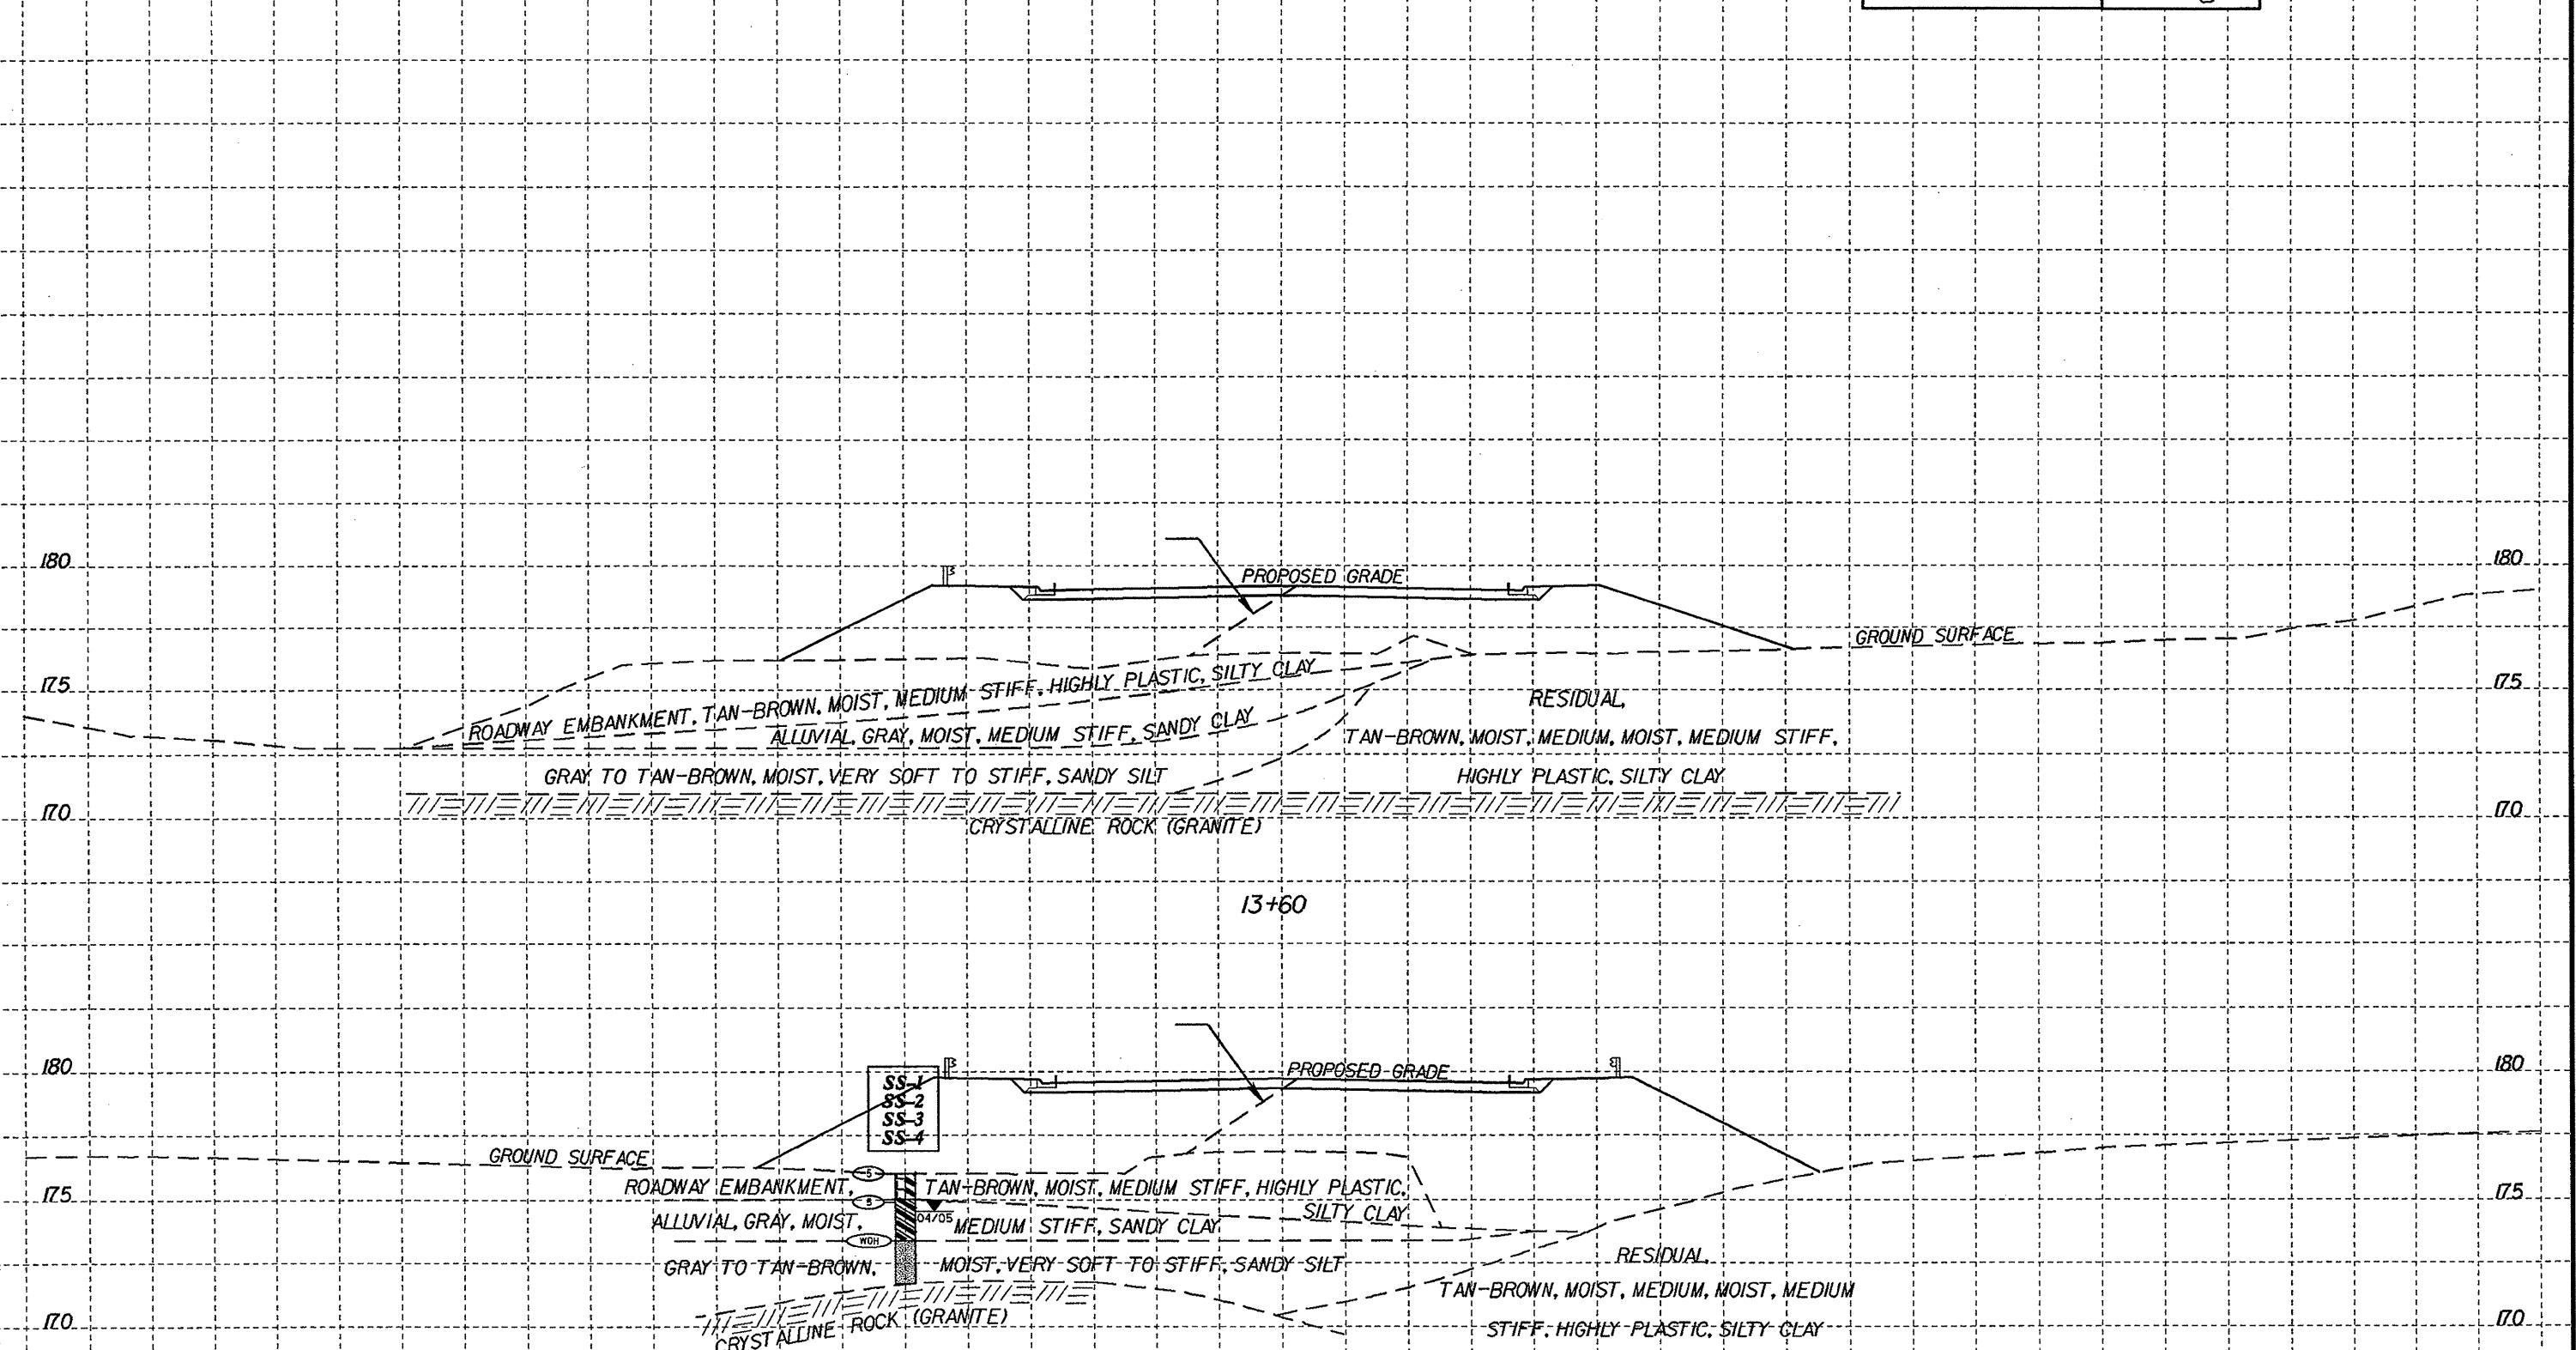 180 180
PROPOSED GRADE
GROUND SURFACE
175 175
ROADWAY EMBANKMENT, TAN-BROWN, MOIST, MEDIUM STIFF, HIGHLY PLASTIC, SILTY CLAY
RESIDUAL,
ALLUVIAL, GRAY, MOIST, MEDIUM STIFF, SANDY CLAY
TAN-BROWN, MOIST, MEDIUM, MOIST, MEDIUM STIFF,
GRAY TO TAN-BROWN, MOIST, VERY SOFT TO STIFF, SANDY SILT
HIGHLY PLASTIC, SILTY CLAY
170 170
CRYSTALLINE ROCK (GRANITE)
13+60
180 180
PROPOSED GRADE
SS-1
SS-2
SS-3
SS-4
GROUND SURFACE
5
ROADWAY EMBANKMENT, TAN-BROWN, MOIST, MEDIUM STIFF, HIGHLY PLASTIC,
175 175
5
SILTY CLAY
04/05
ALLUVIAL, GRAY, MOIST, MEDIUM STIFF, SANDY CLAY
WOH
RESIDUAL,
GRAY TO TAN-BROWN, MOIST, VERY SOFT TO STIFF, SANDY SILT
TAN-BROWN, MOIST, MEDIUM, MOIST, MEDIUM
170 170
CRYSTALLINE ROCK (GRANITE)
STIFF, HIGHLY PLASTIC, SILTY CLAY